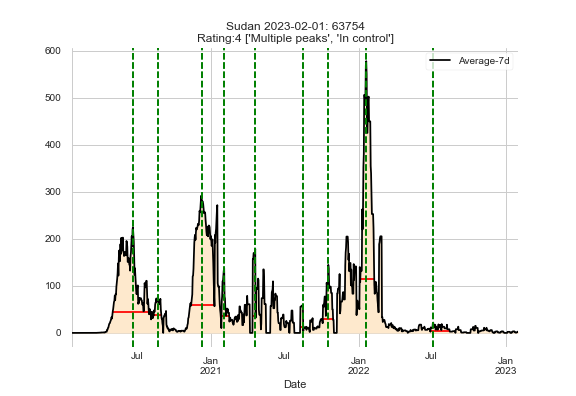 Sudan 2023-02-01: 63754
Rating:4 ['Multiple peaks', 'In control']
Average-7d
600
500
400
300
200
100
0
Jul
Jan
2021
Jul
Jan
2022
Jul
Jan
2023
Date